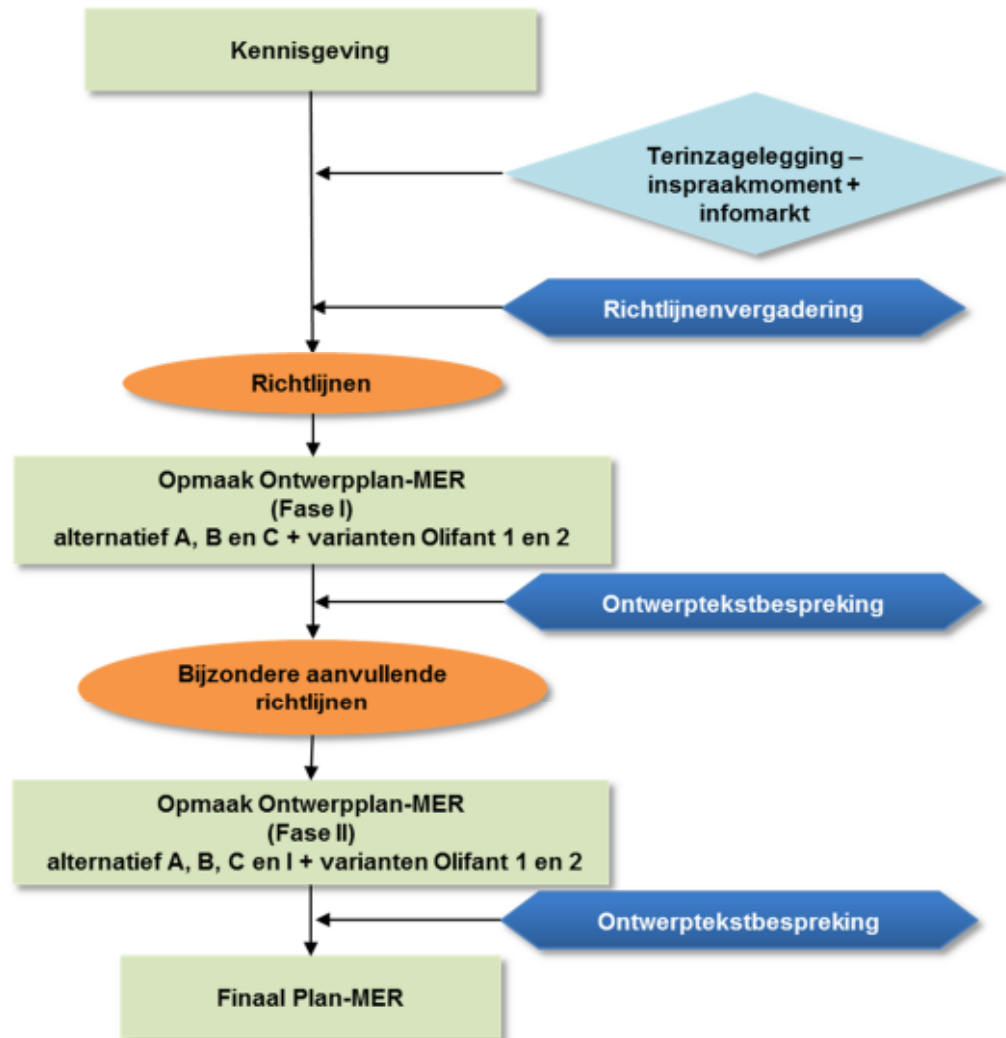 Kennisgeving
Terinzagelegging –
inspraakmoment +
infomarkt
Richtlijnenvergadering
Richtlijnen
Opmaak Ontwerpplan-MER
(Fase I)
alternatief A, B en C + varianten Olifant 1 en 2
Ontwerptekstbespreking
Bijzondere aanvullende
richtlijnen
Opmaak Ontwerpplan-MER
(Fase II)
alternatief A, B, C en I + varianten Olifant 1 en 2
Ontwerptekstbespreking
Finaal Plan-MER